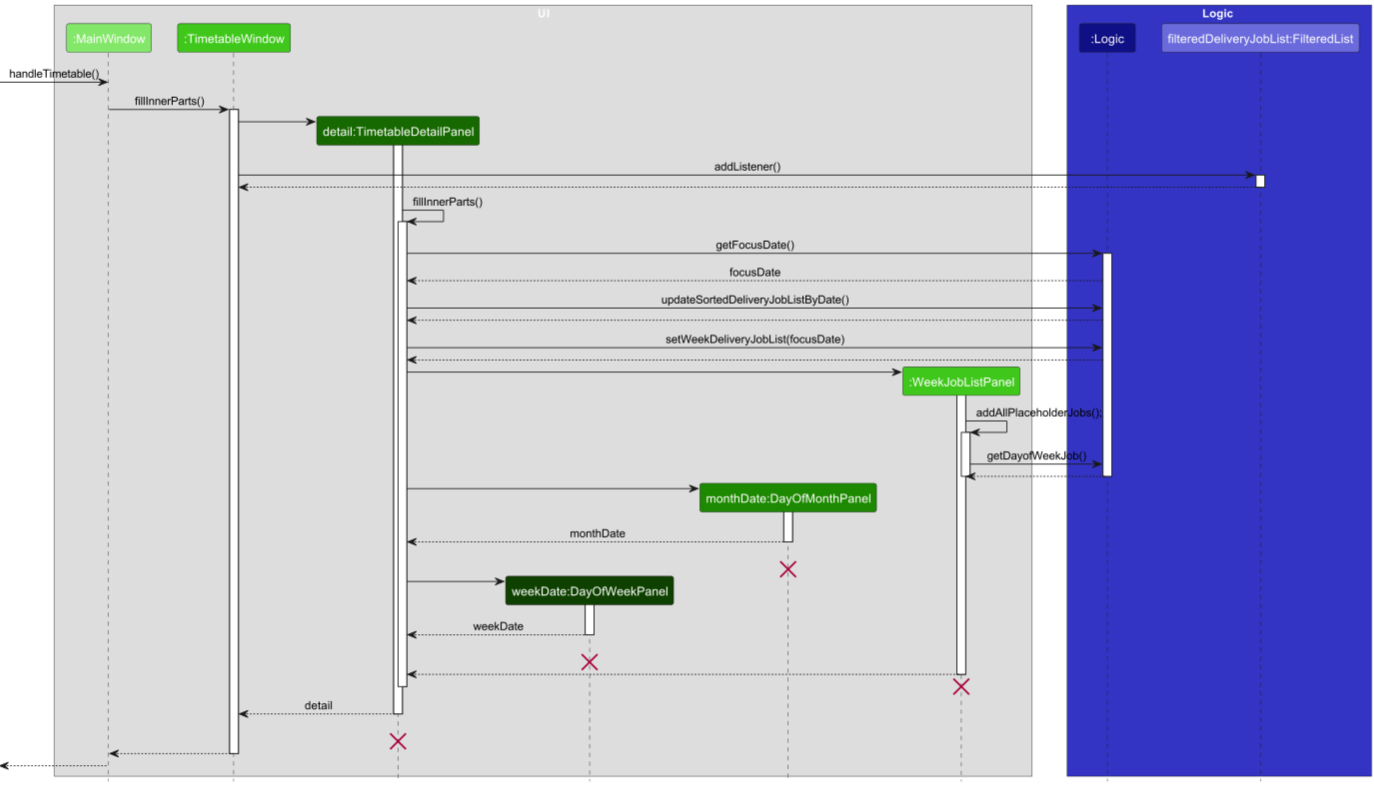 UI
Logic
:MainWindow
:TimetableWindow
:Logic
filteredDeliveryJobList:FilteredList
handleTimetable()
fillInnerParts()
detail:TimetableDetailPanel
addListener()
fillInnerParts()
getFocusDate()
focusDate
updateSortedDeliveryJobListByDate()
setWeekDeliveryJobList(focusDate)
:WeekJobListPanel
addAllPlaceholderJobs();
getDayofWeekJob()
monthDate:DayOfMonthPanel
monthDate
weekDate:DayOfWeekPanel
weekDate
detail